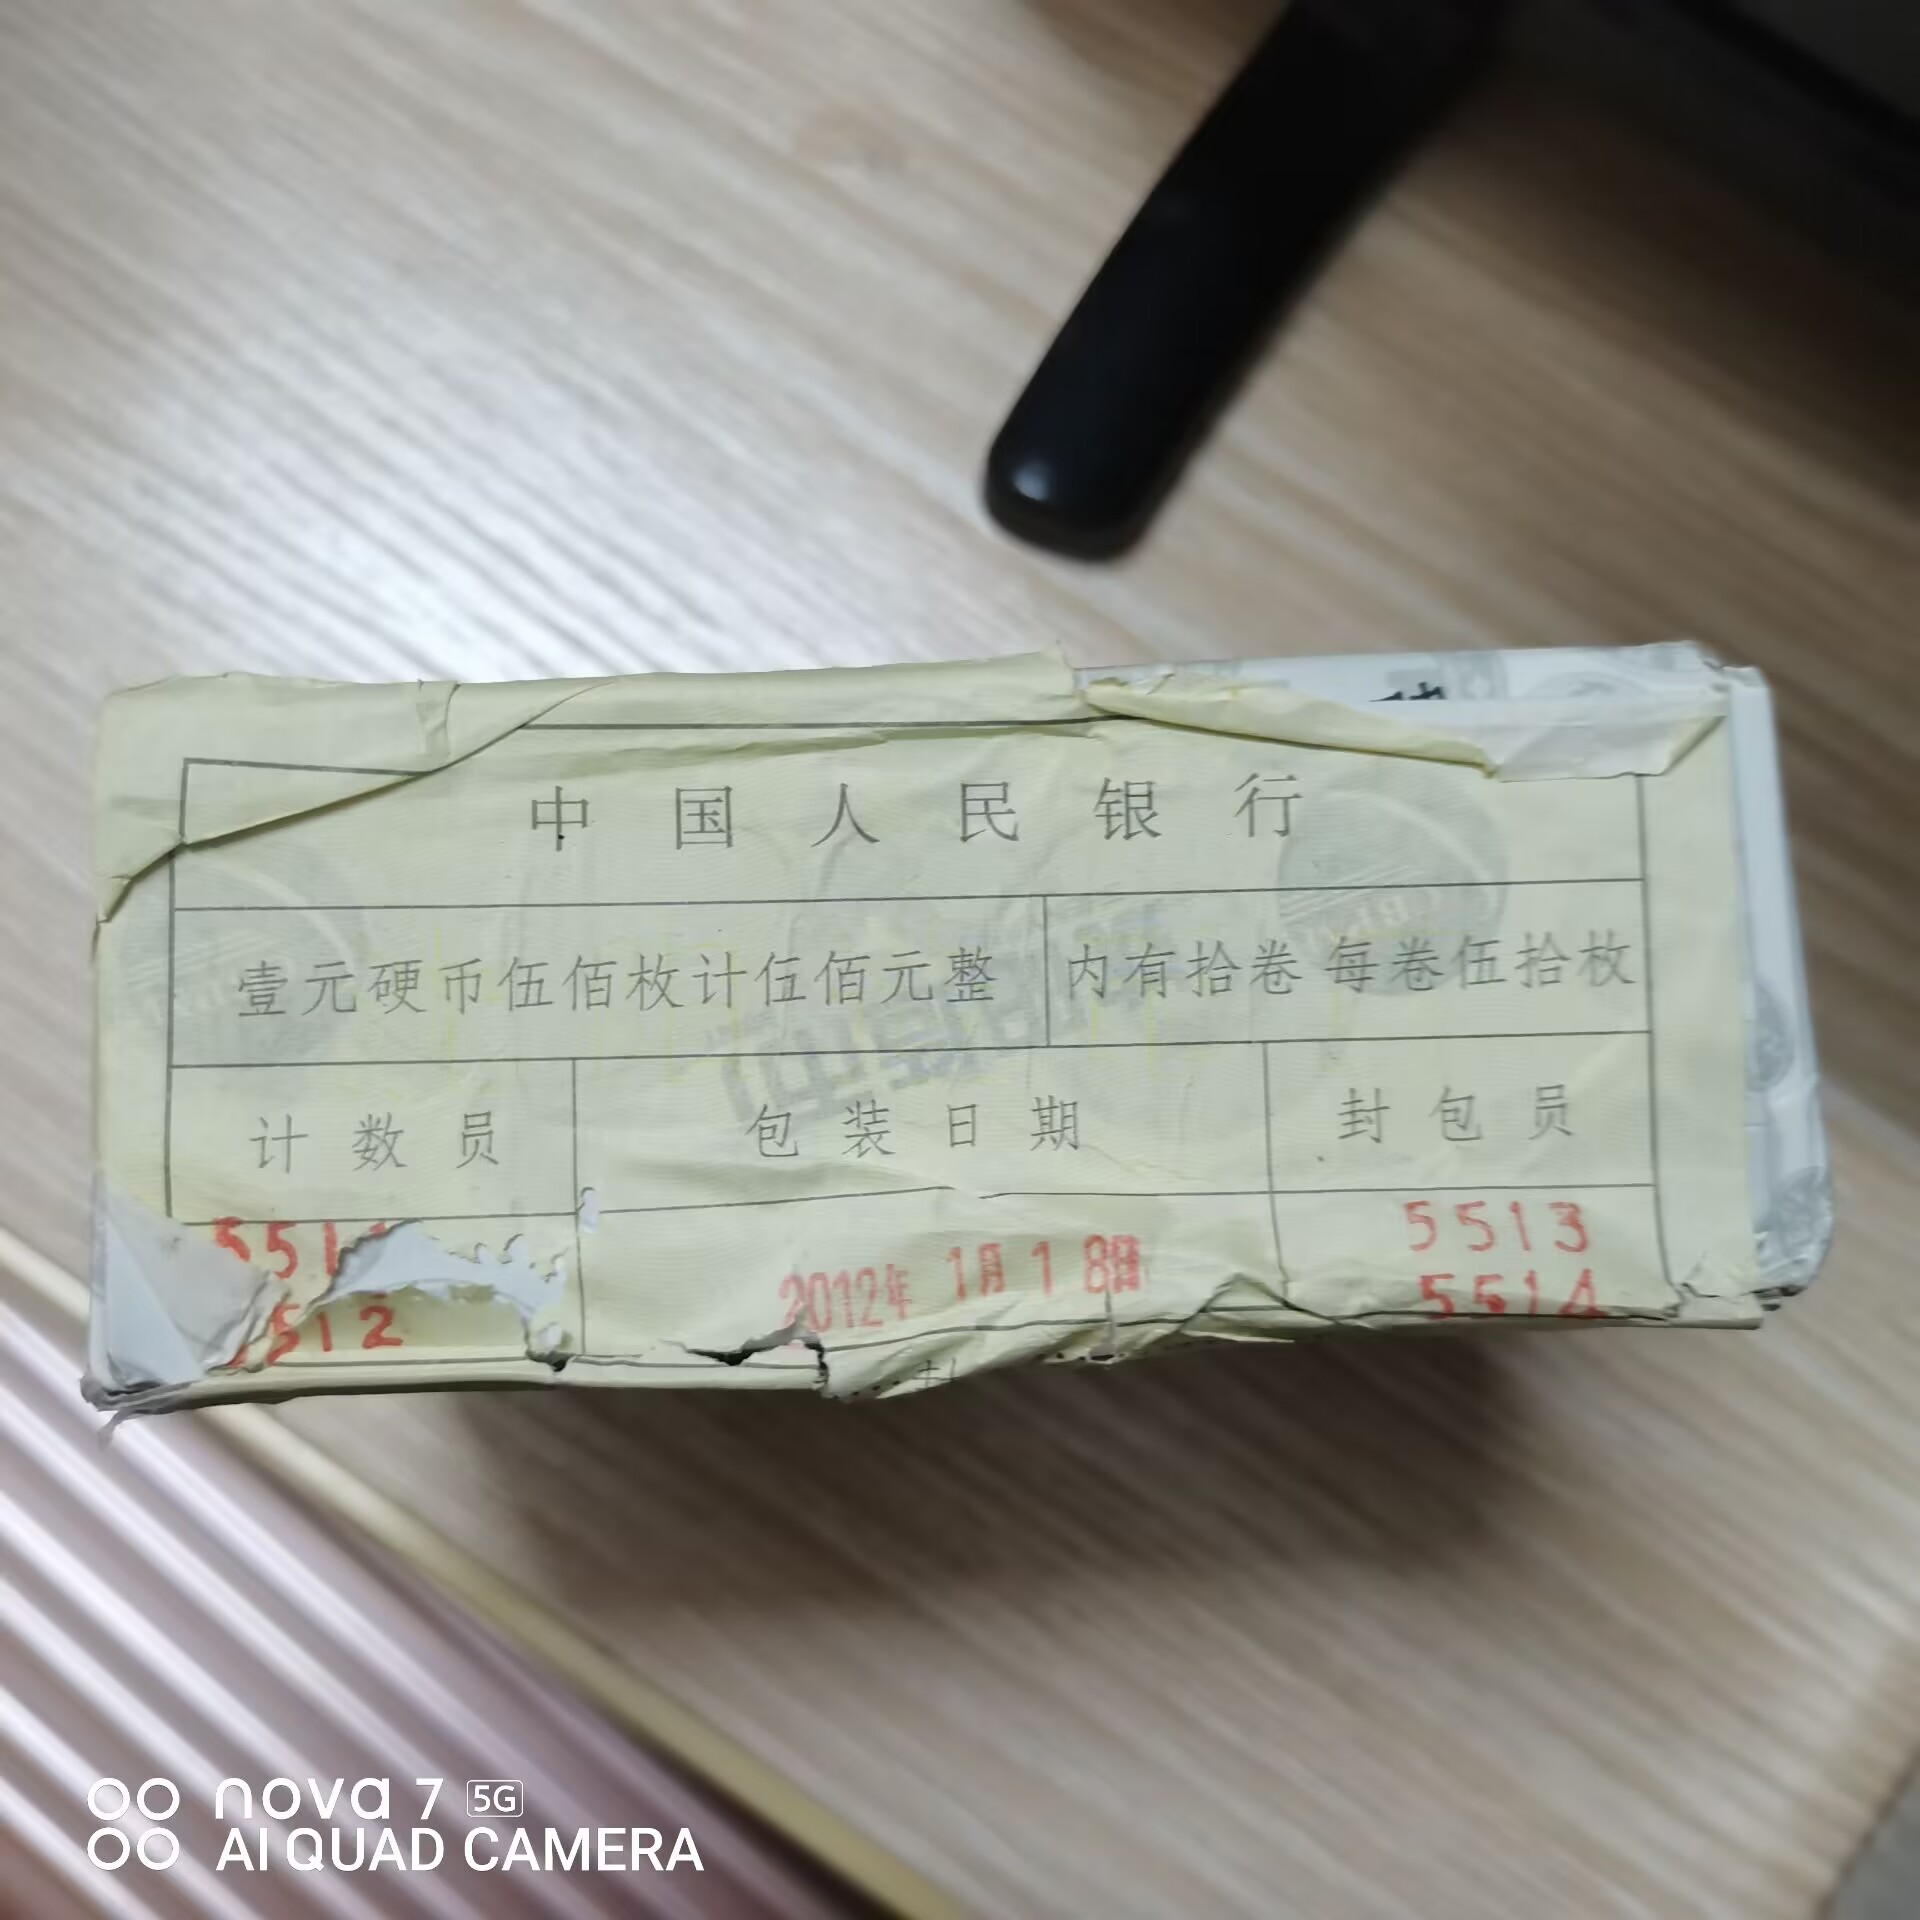 中国人民银行
壹元硬币伍佰枚计伍佰元整 内有拾卷 每卷伍拾枚
计数员 包装日期 封包员
2012年 1月18日
5513
512
5514
nova 7 5G
AI QUAD CAMERA